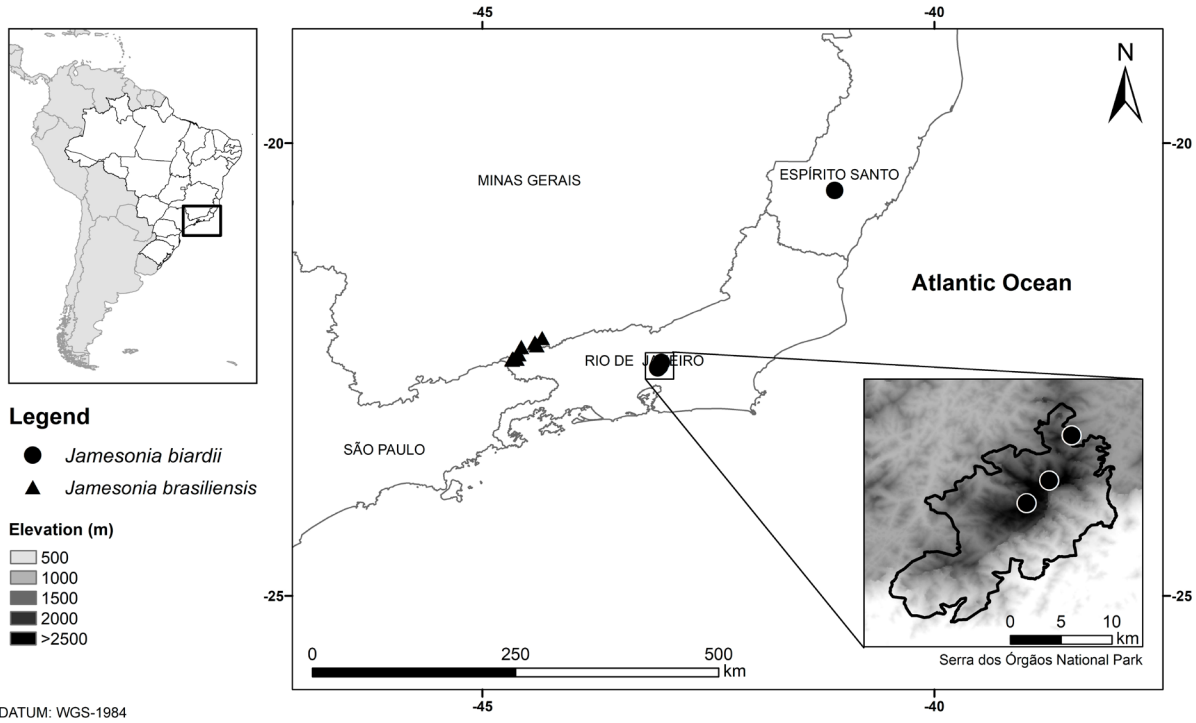 -45
-40
N
-20
-20
MINAS GERAIS
ESPÍRITO SANTO
Atlantic Ocean
RIO DE JANEIRO
SÃO PAULO
Legend
Jamesonia biardii
Jamesonia brasiliensis
Elevation (m)
500
1000
1500
2000
>2500
-25
-25
0 5 10
km
Serra dos Órgãos National Park
0 250 500
km
-45
-40
DATUM: WGS-1984